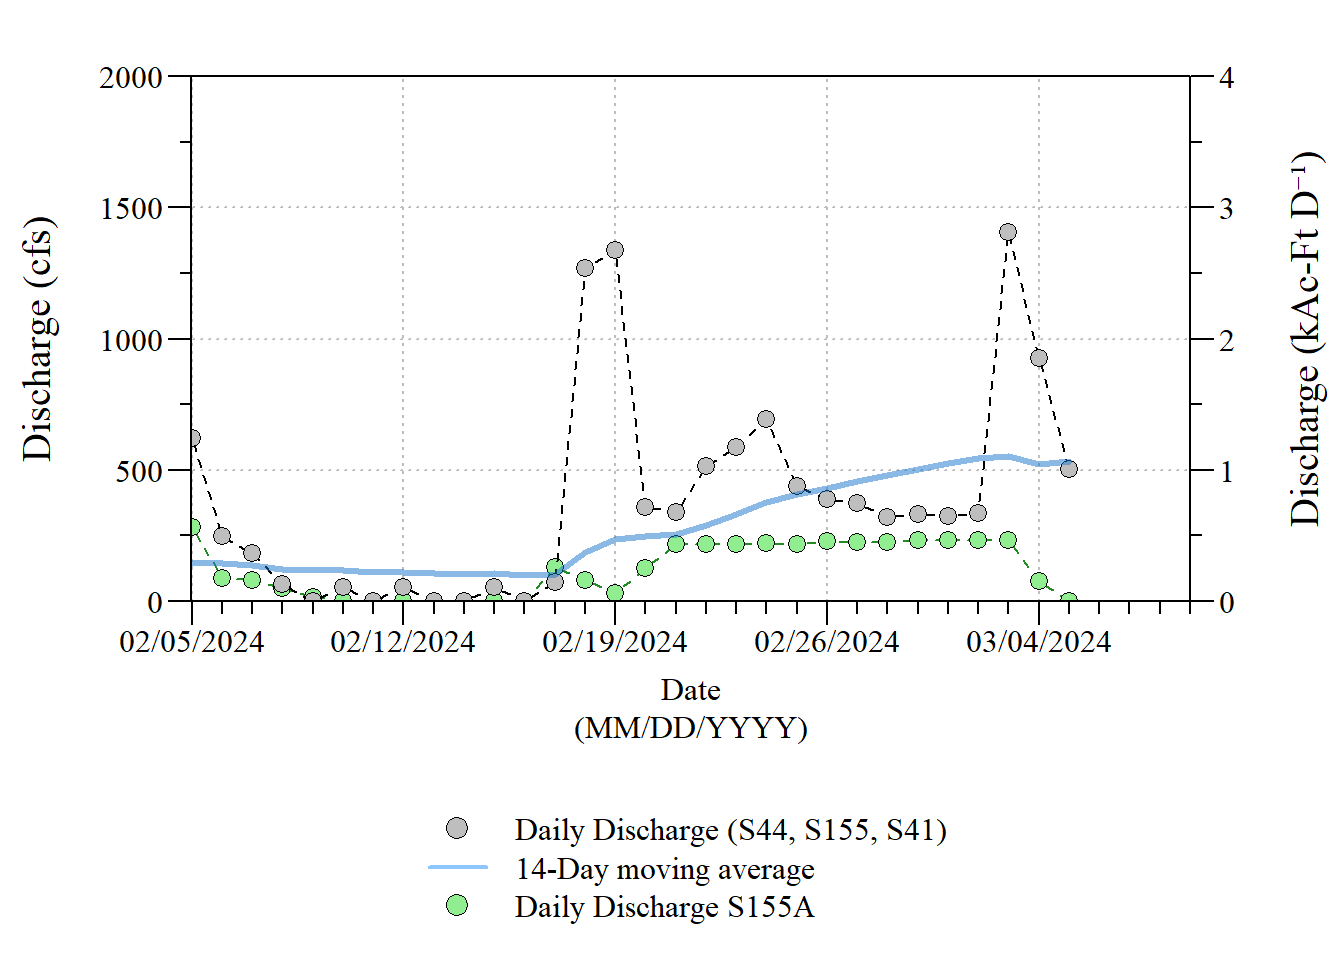 2000
1500
1000
500
0
Discharge (cfs)
4
3
2
1
0
Discharge (kAc-Ft D⁻¹)
02/05/2024
02/12/2024
02/19/2024
02/26/2024
03/04/2024
Date
(MM/DD/YYYY)
Daily Discharge (S44, S155, S41)
14-Day moving average
Daily Discharge S155A